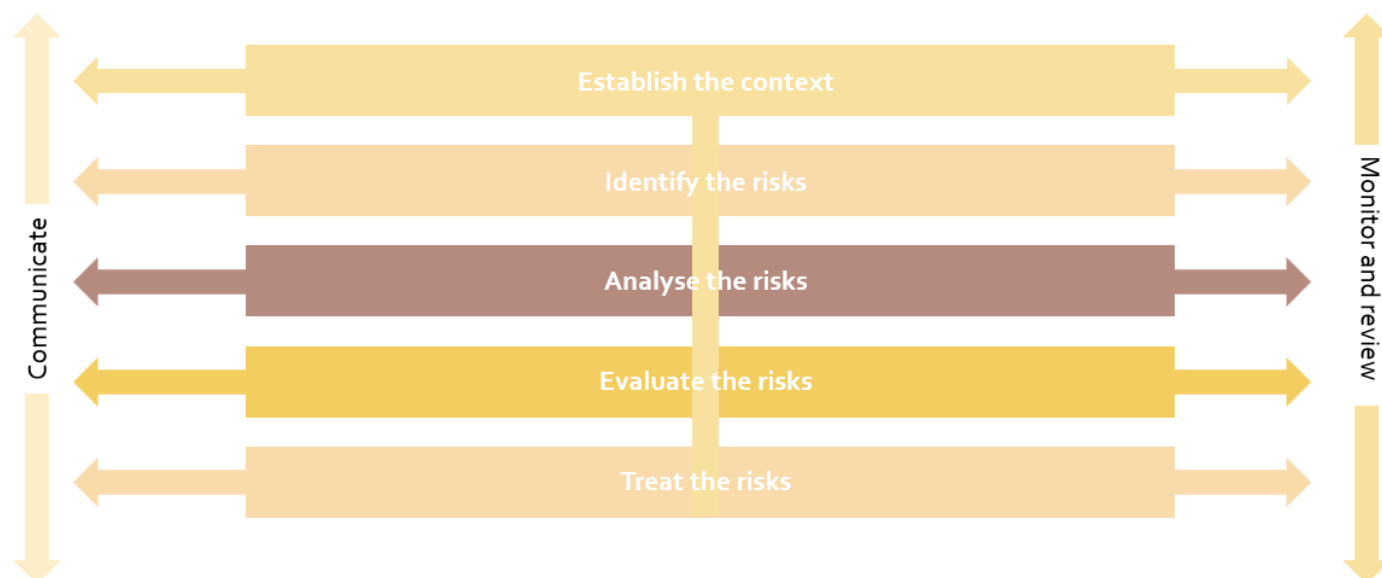 Establish the context
Identify the risks
Analyse the risks
Evaluate the risks
Treat the risks
Communicate
Monitor and review